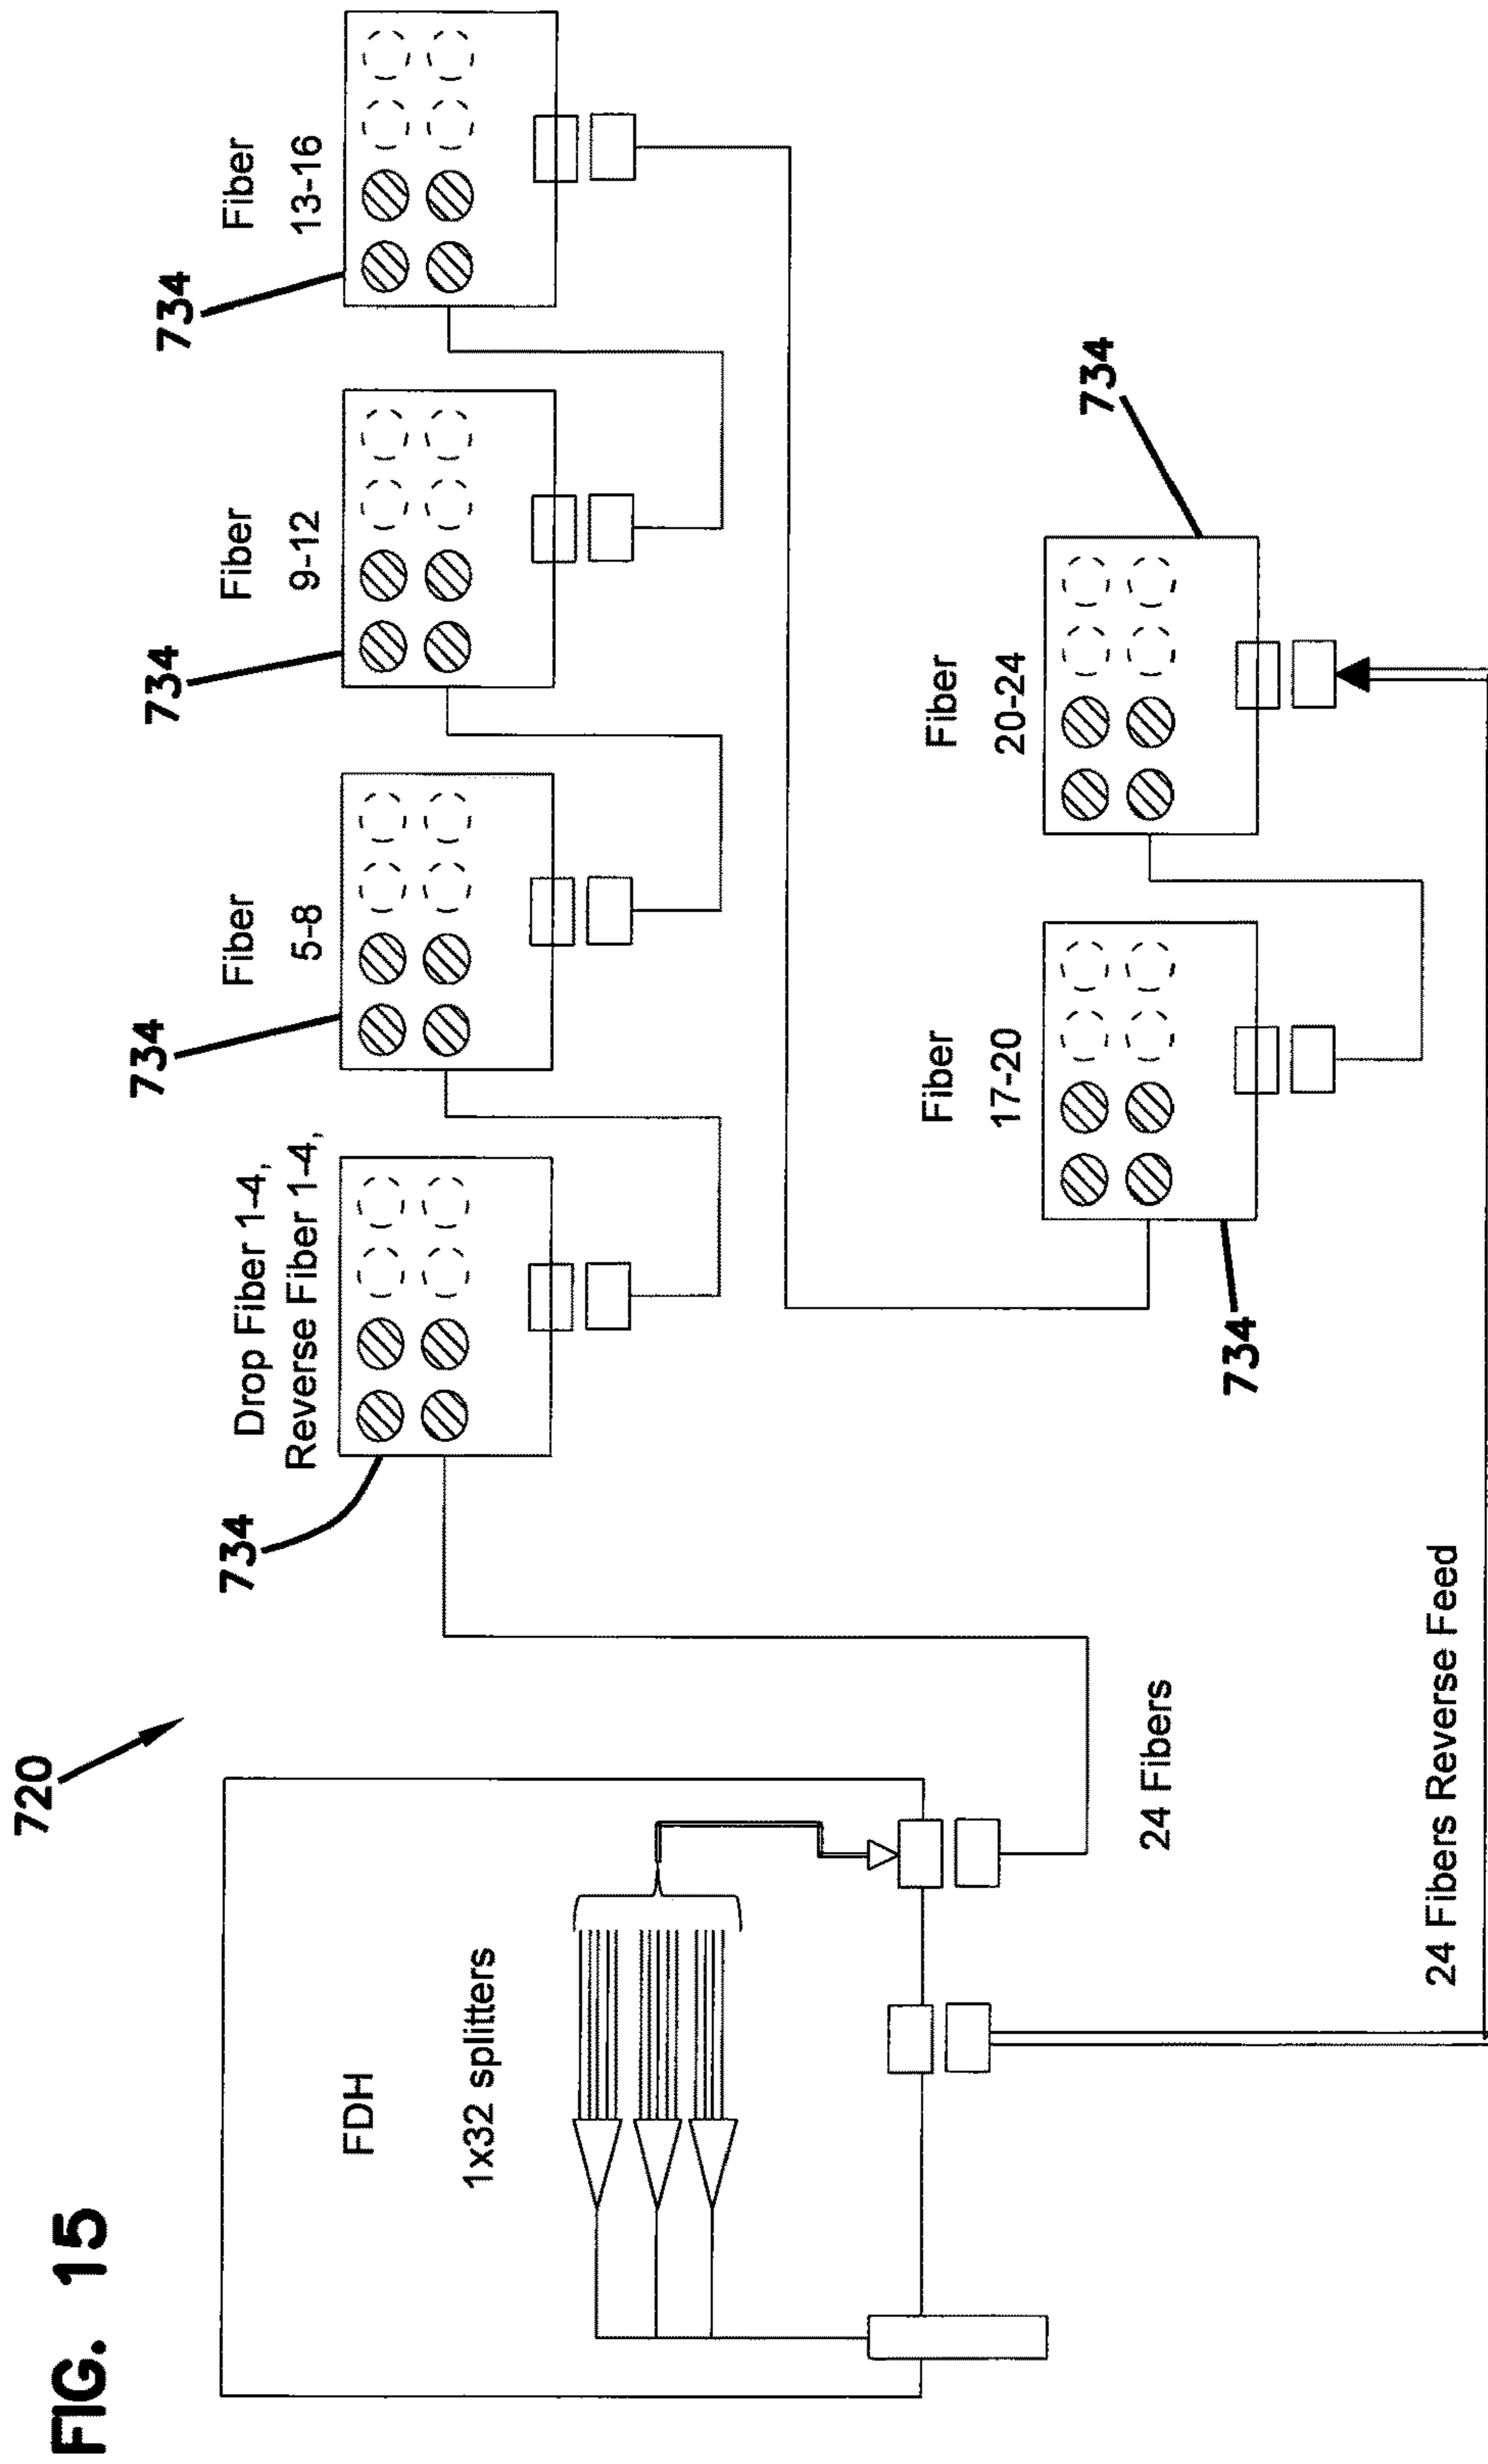 FIG. 15
720
FDH
1x32 splitters
24 Fibers
24 Fibers Reverse Feed
734
Drop Fiber 1-4,
Reverse Fiber 1-4,
734
Fiber
5-8
734
Fiber
9-12
734
Fiber
13-16
734
Fiber
17-20
734
Fiber
20-24